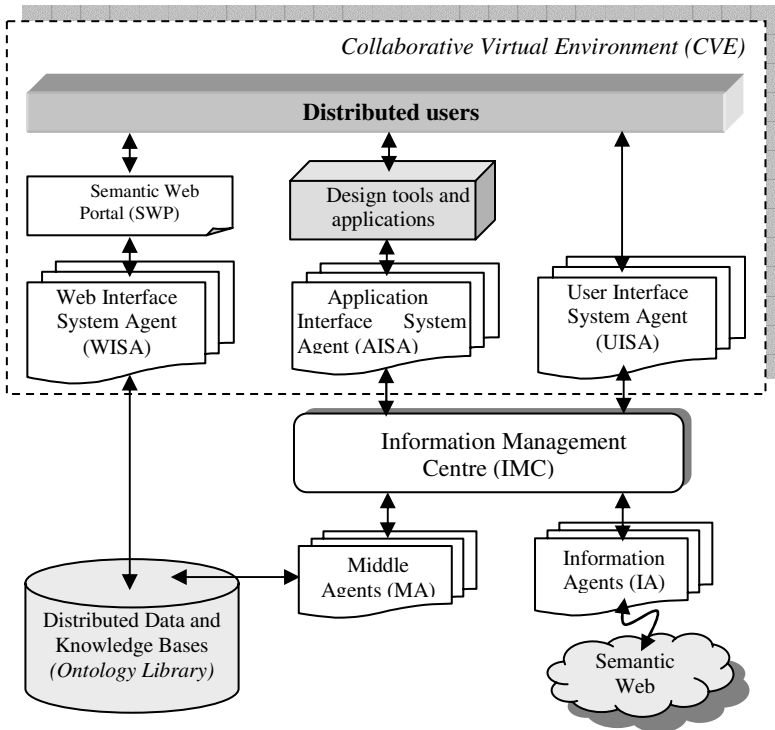 Collaborative Virtual Environment (CVE)
Distributed users
Semantic Web
Portal (SWP)
Design tools and
applications
Web Interface
System Agent
(WISA)
Application
Interface System
Agent (AISA)
User Interface
System Agent
(UISA)
Information Management
Centre (IMC)
Middle
Agents (MA)
Information
Agents (IA)
Distributed Data and
Knowledge Bases
(Ontology Library)
Semantic
Web